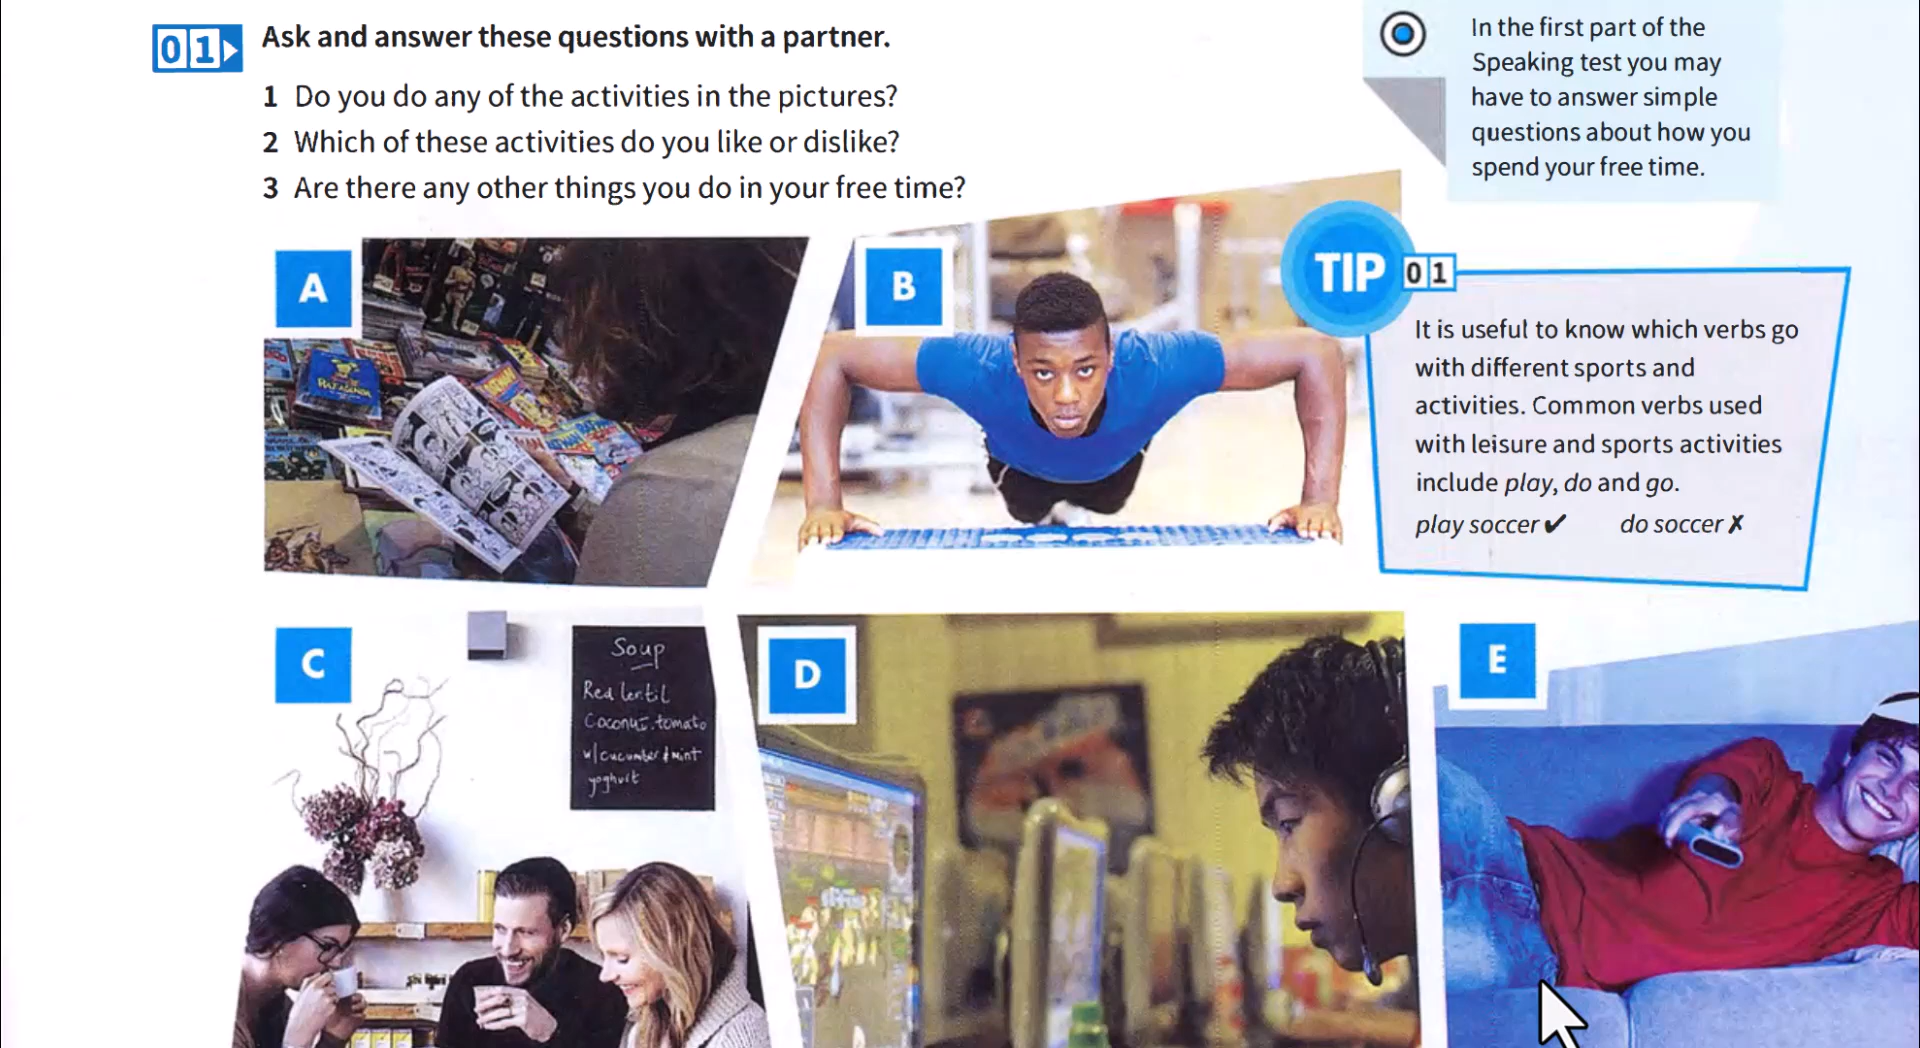 01
Ask and answer these questions with a partner.
1 Do you do any of the activities in the pictures?
2 Which of these activities do you like or dislike?
3 Are there any other things you do in your free time?
In the first part of the
Speaking test you may
have to answer simple
questions about how you
spend your free time.
A
B
TIP 01
It is useful to know which verbs go
with different sports and
activities. Common verbs used
with leisure and sports activities
include play, do and go.
play soccer ✔ do soccer ✗
C
Soup
Red lentil
Coconut.tomato
w/cucumber & mint
yoghurt
D
E